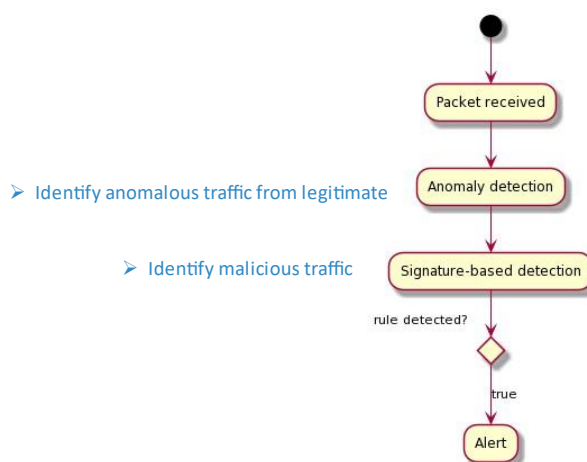 Packet received
Anomaly detection
➢ Identify anomalous traffic from legitimate
Signature-based detection
➢ Identify malicious traffic
rule detected?
true
Alert